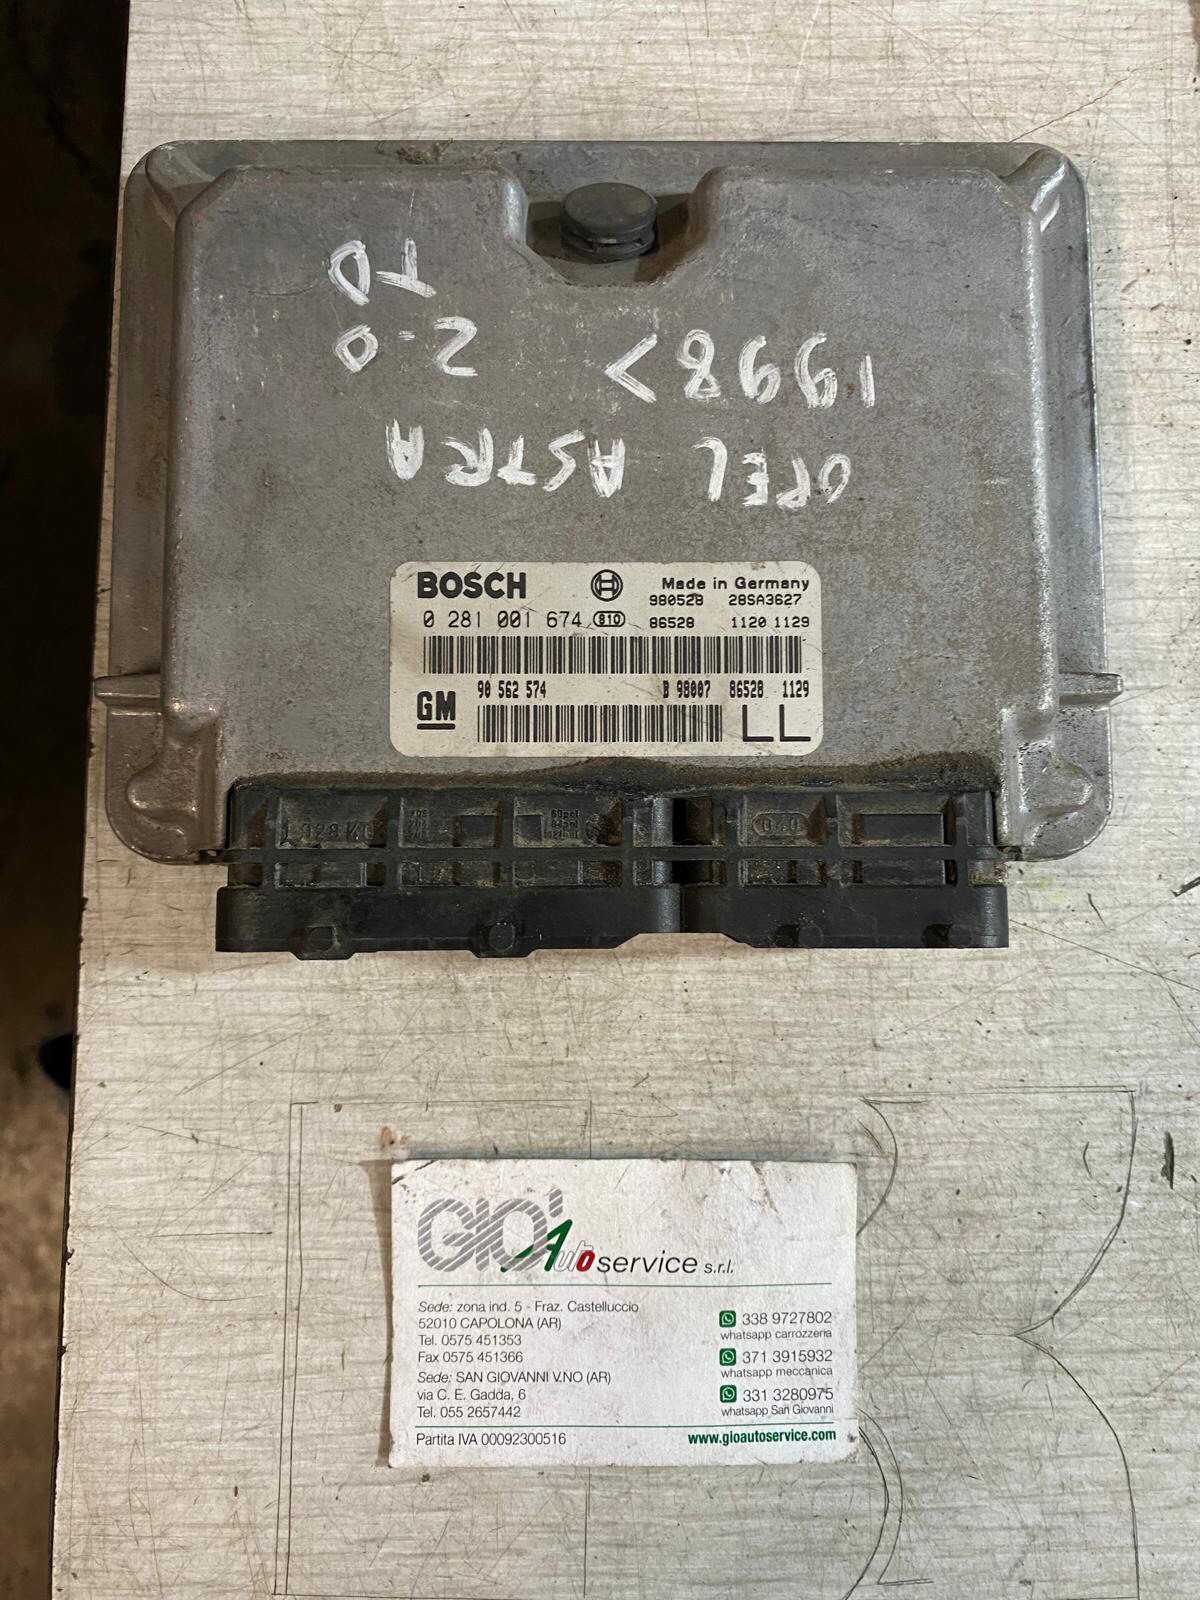 OPEL ASTRA
1998> 2.0
TD
BOSCH
Made in Germany
980528 28SA3627
0 281 001 674 810 86528 1120 1129
GM 90 562 574 B 98007 86528 1129
LL
040
GIO' Auto service s.r.l.
Sede: zona ind. 5 - Fraz. Castelluccio
52010 CAPOLONA (AR)
Tel. 0575 451353
Fax 0575 451366
Sede: SAN GIOVANNI V.NO (AR)
via C. E. Gadda, 6
Tel. 055 2657442
338 9727802
whatsapp carrozzeria
371 3915932
whatsapp meccanica
331 3280975
whatsapp San Giovanni
Partita IVA 00092300516
www.gioautoservice.com